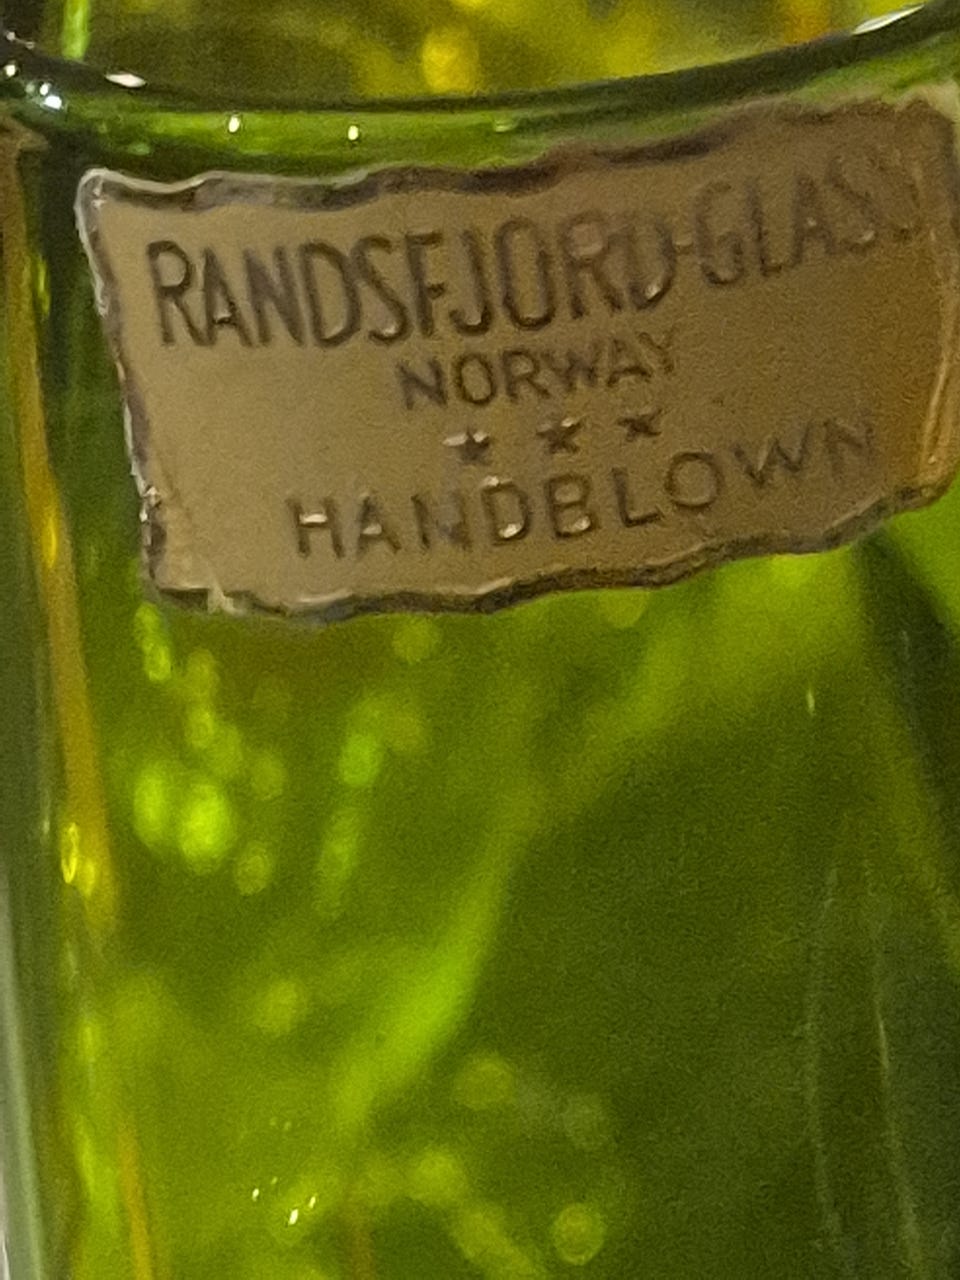 RANDSFJORD-GLASS
NORWAY
★ ★ ★
HANDBLOWN